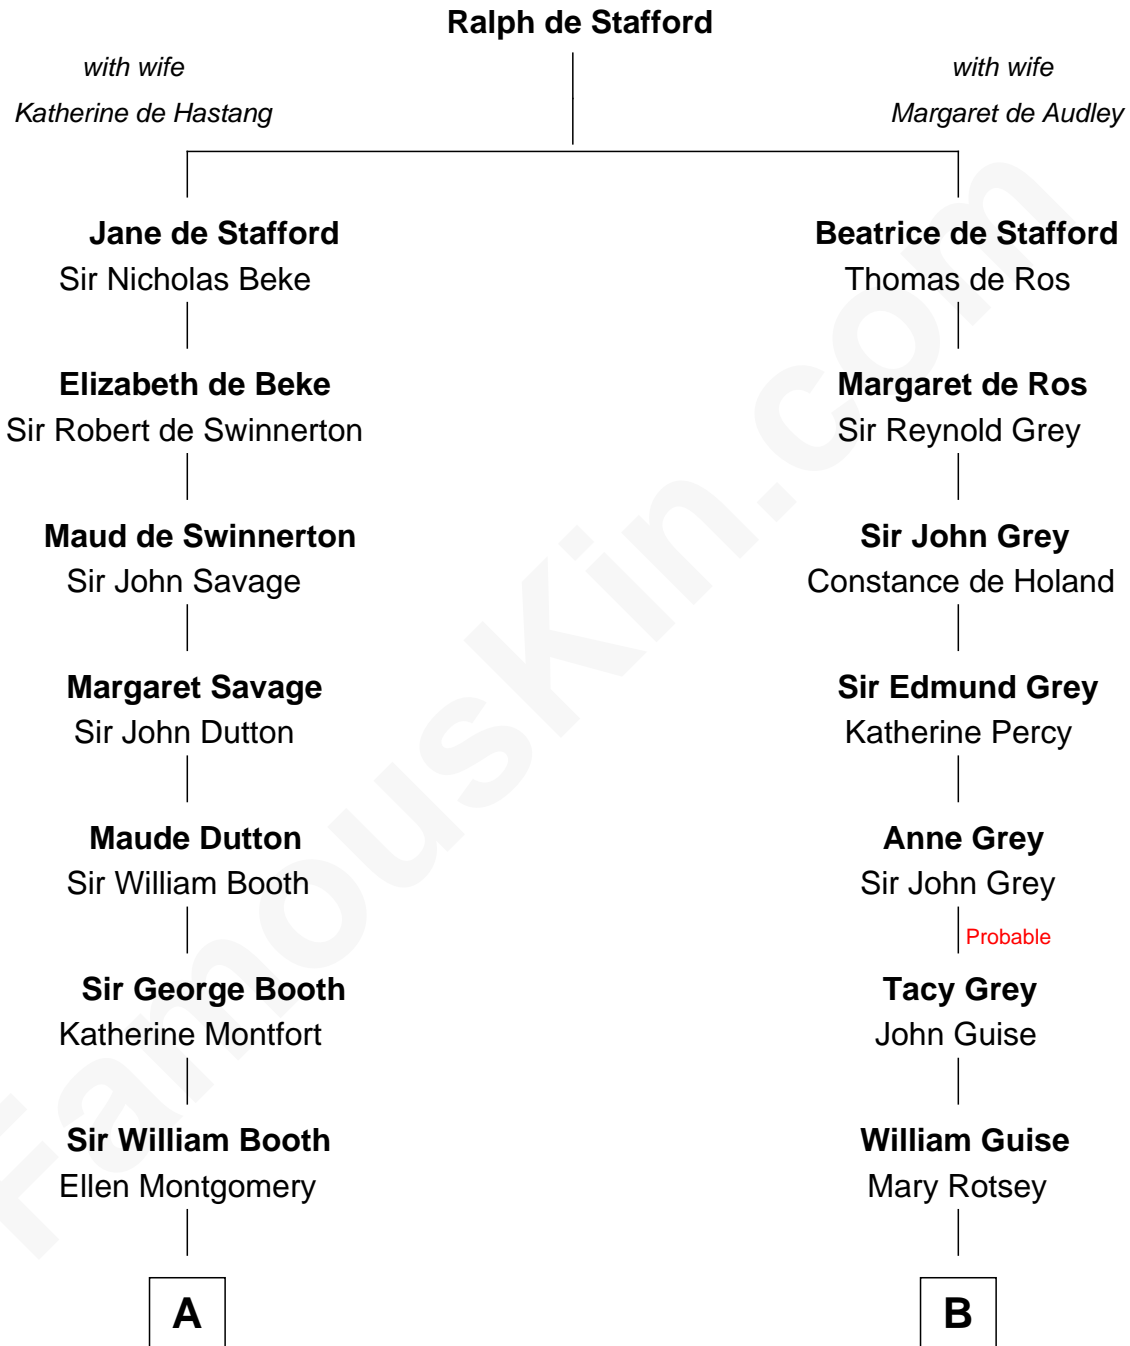 Ralph de Stafford
with wife
Katherine de Hastang
with wife
Margaret de Audley
Jane de Stafford
Sir Nicholas Beke
Beatrice de Stafford
Thomas de Ros
Elizabeth de Beke
Sir Robert de Swinnerton
Margaret de Ros
Sir Reynold Grey
Maud de Swinnerton
Sir John Savage
Sir John Grey
Constance de Holand
Margaret Savage
Sir John Dutton
Sir Edmund Grey
Katherine Percy
Maude Dutton
Sir William Booth
Anne Grey
Sir John Grey
Probable
Sir George Booth
Katherine Montfort
Tacy Grey
John Guise
Sir William Booth
Ellen Montgomery
William Guise
Mary Rotsey
A
B
FamousKin.com